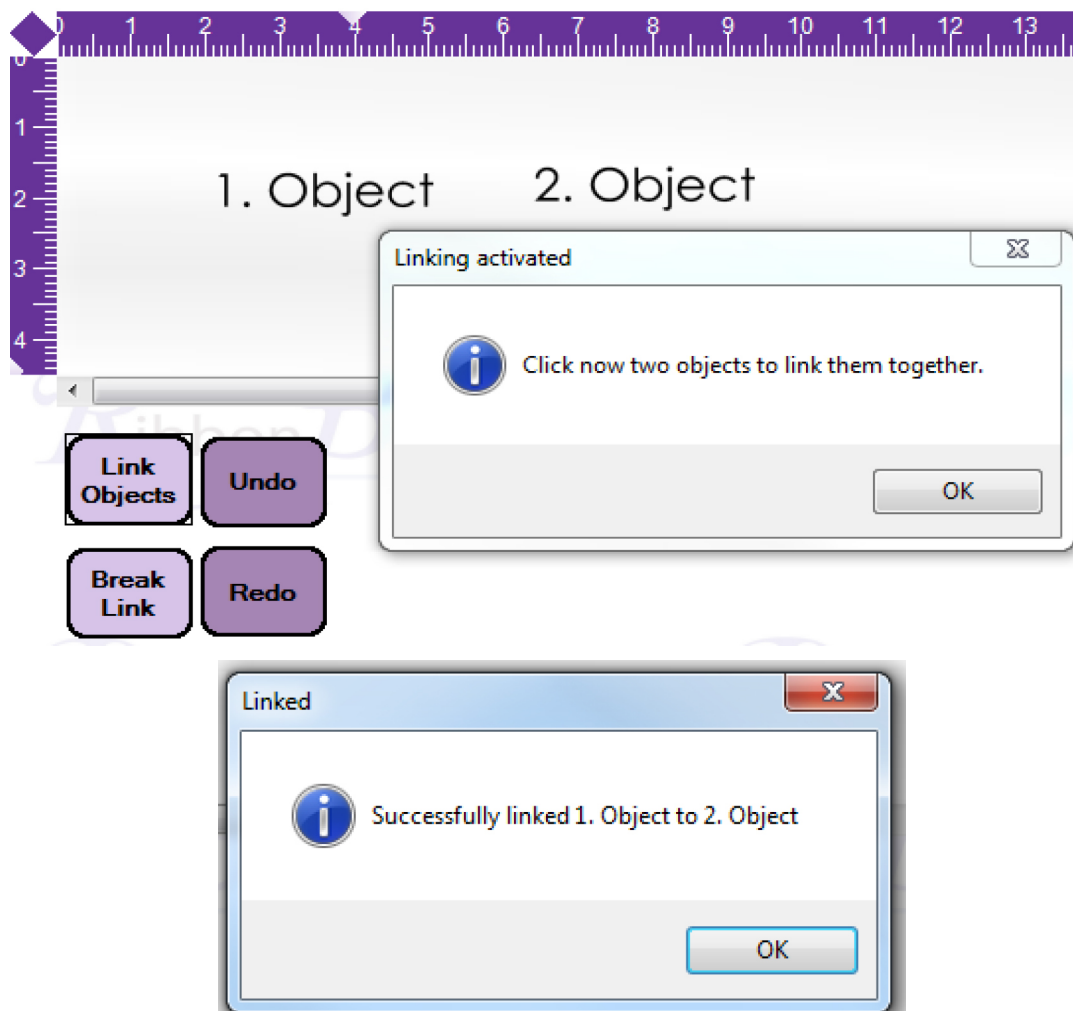 0 1 2 3 4 5 6 7 8 9 10 11 12 13
0
1
2
3
4
1. Object 2. Object
Linking activated
Click now two objects to link them together.
OK
Ribbon D
Link
Objects
Undo
Break
Link
Redo
Linked
Successfully linked 1. Object to 2. Object
OK